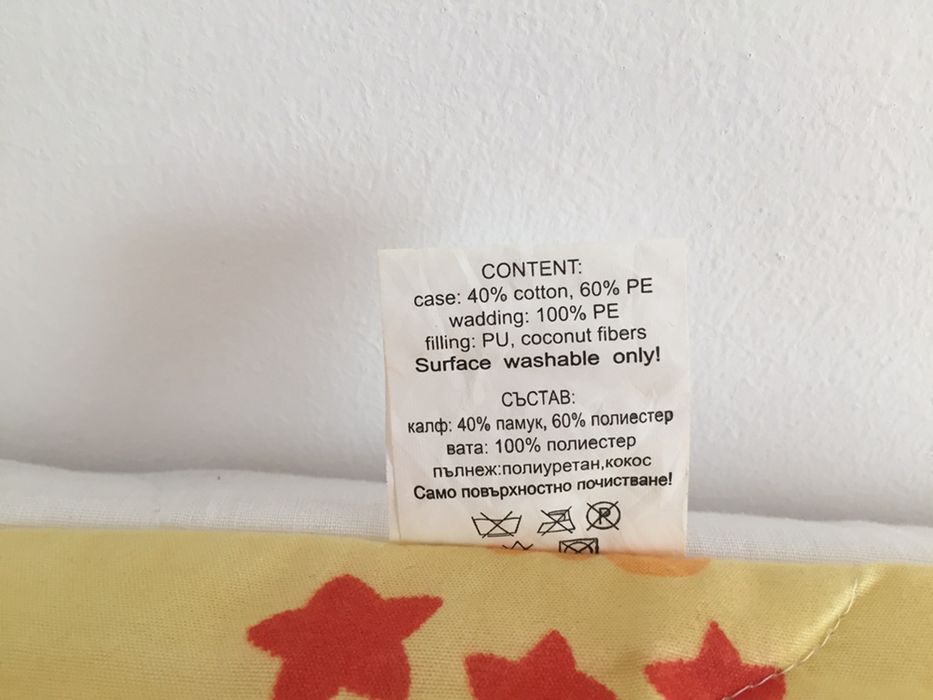 CONTENT:
case: 40% cotton, 60% PE
wadding: 100% PE
filling: PU, coconut fibers
Surface washable only!
СЪСТАВ:
калф: 40% памук, 60% полиестер
вата: 100% полиестер
пълнеж:полиуретан,кокос
Само повърхностно почистване!
P